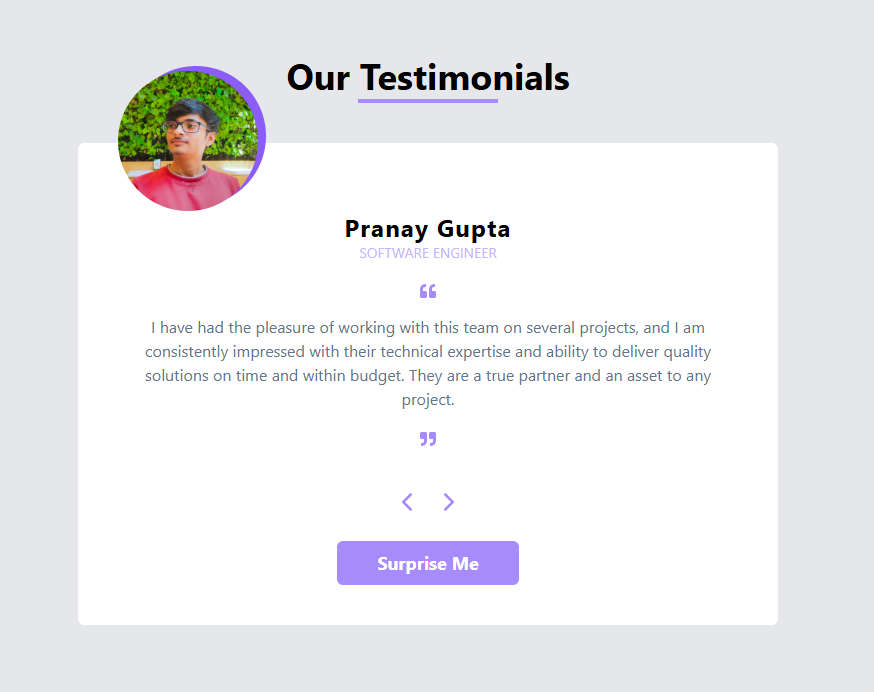 Our Testimonials
Pranay Gupta
SOFTWARE ENGINEER
“
I have had the pleasure of working with this team on several projects, and I am
consistently impressed with their technical expertise and ability to deliver quality
solutions on time and within budget. They are a true partner and an asset to any
project.
”
Surprise Me